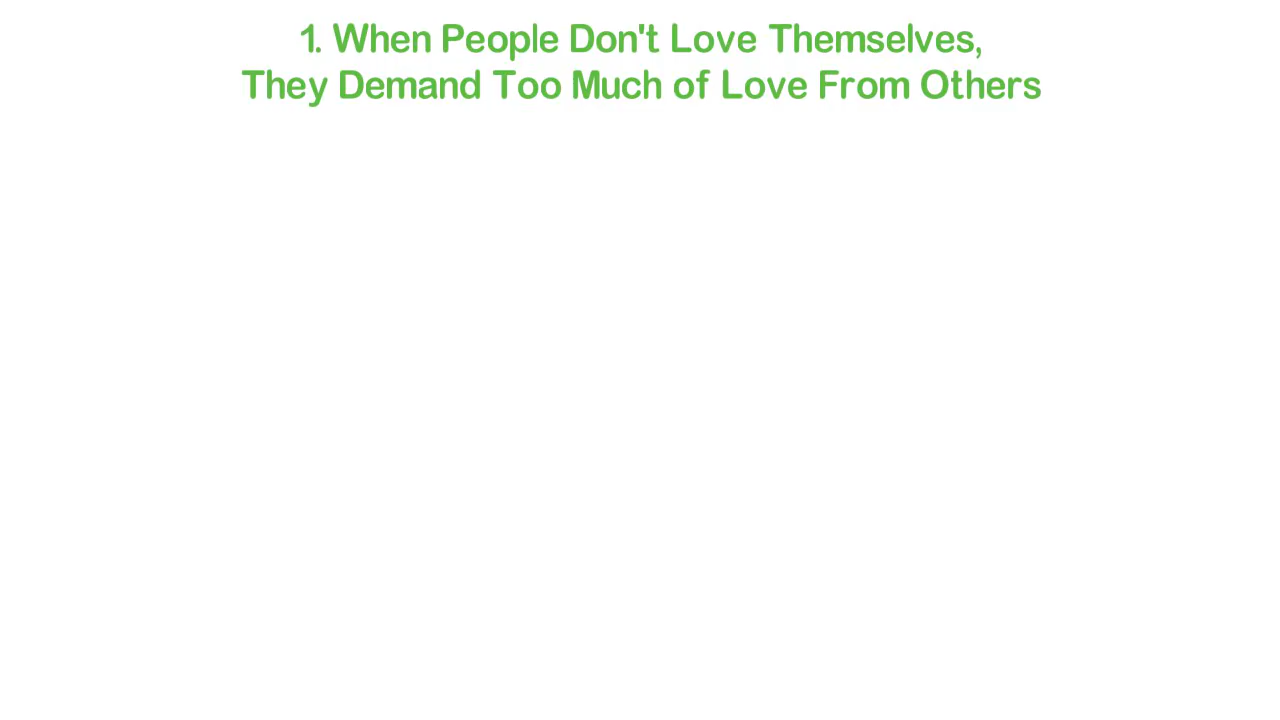 1. When People Don't Love Themselves,
They Demand Too Much of Love From Others